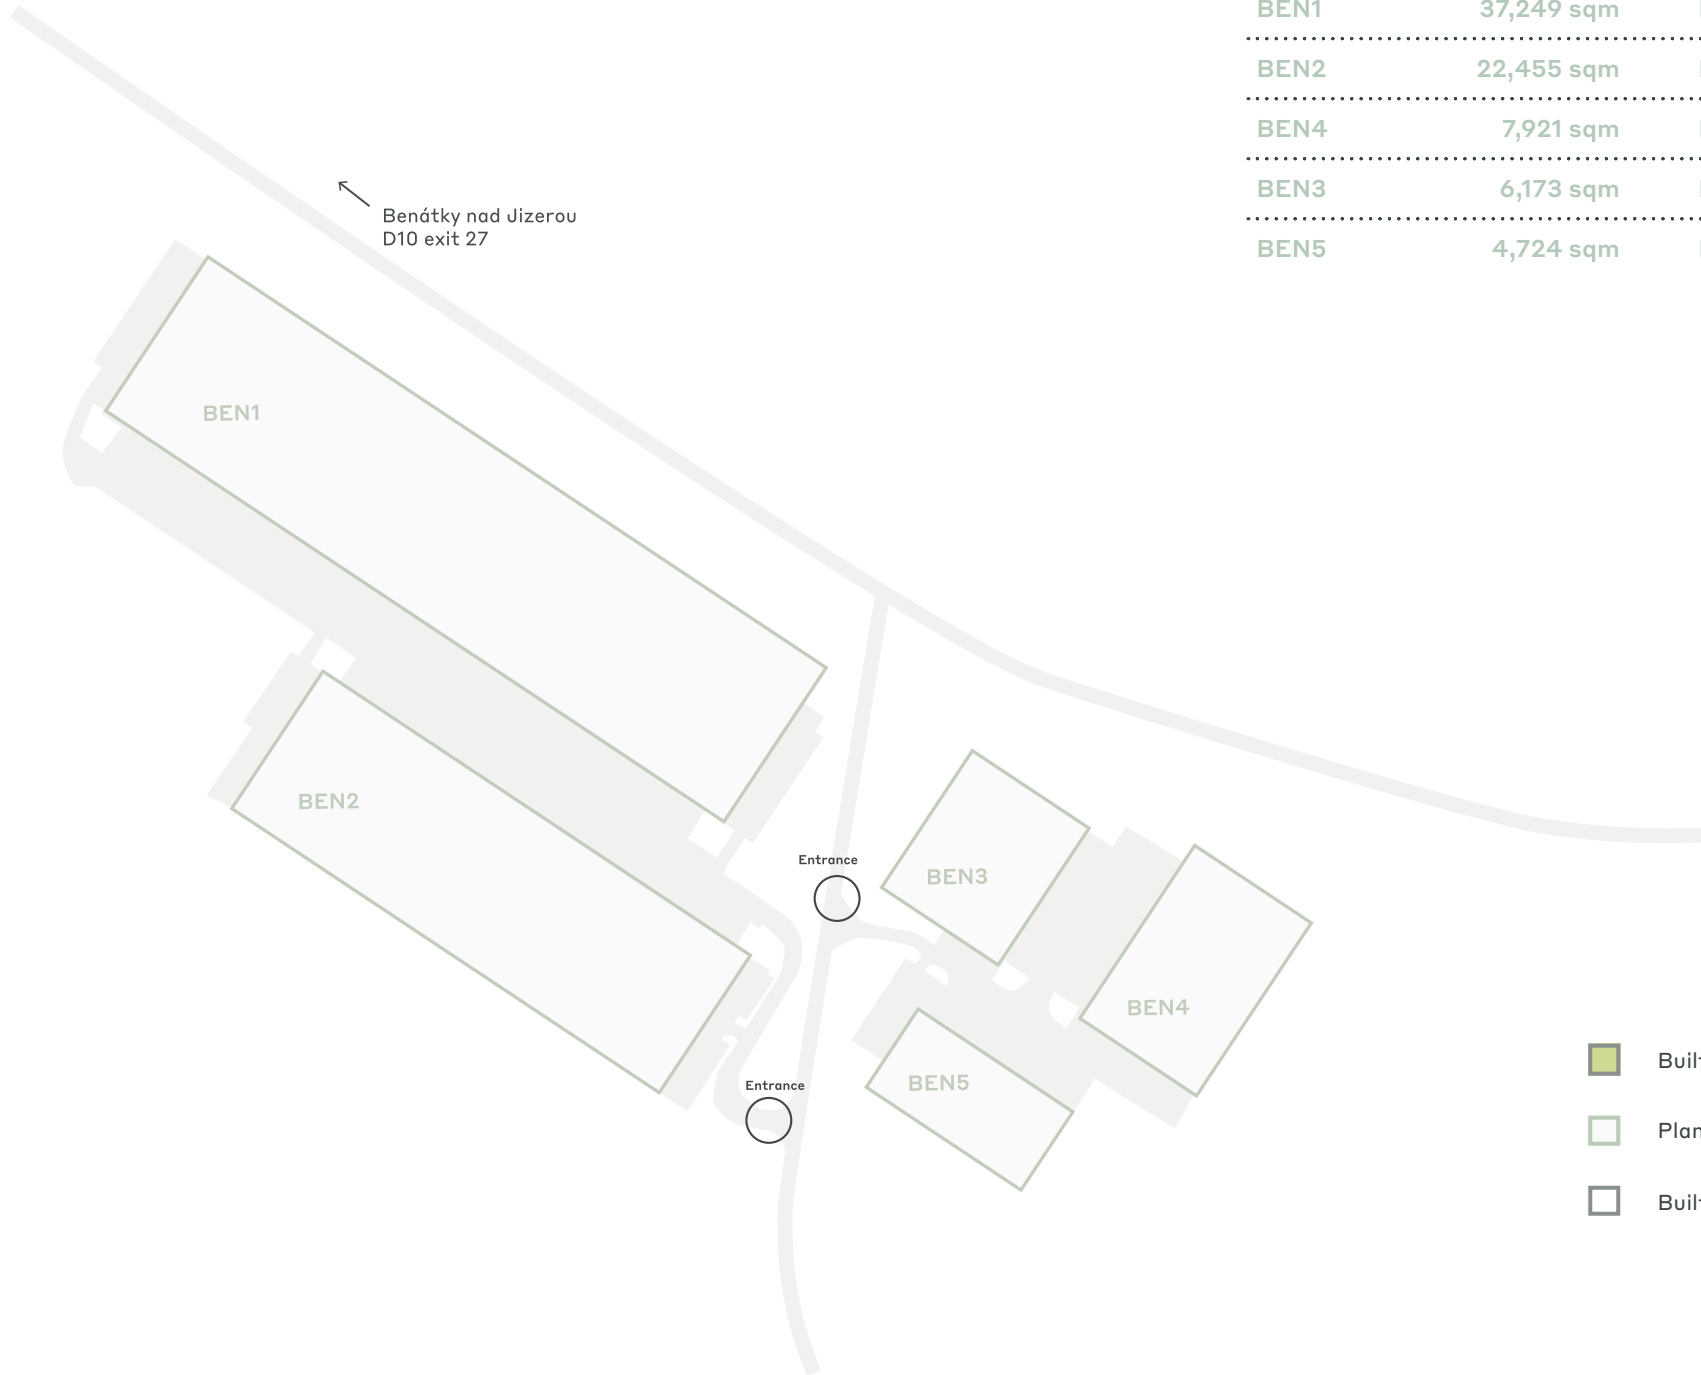 BEN1 37,249 sqm
BEN2 22,455 sqm
BEN4 7,921 sqm
BEN3 6,173 sqm
BEN5 4,724 sqm
Benátky nad Jizerou
D10 exit 27
BEN1
BEN2
Entrance
BEN3
BEN4
BEN5
Entrance